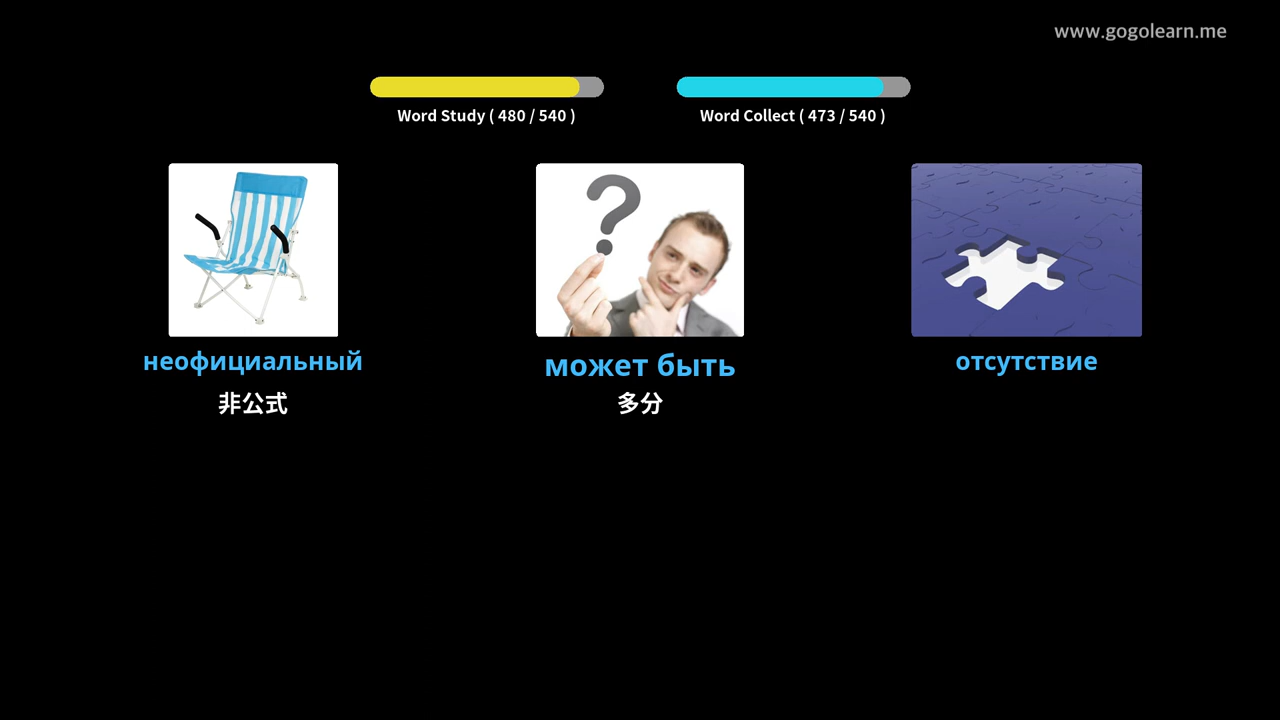 www.gogolearn.me
Word Study ( 480 / 540 )
Word Collect ( 473 / 540 )
неофициальный
может быть
отсутствие
非公式
多分